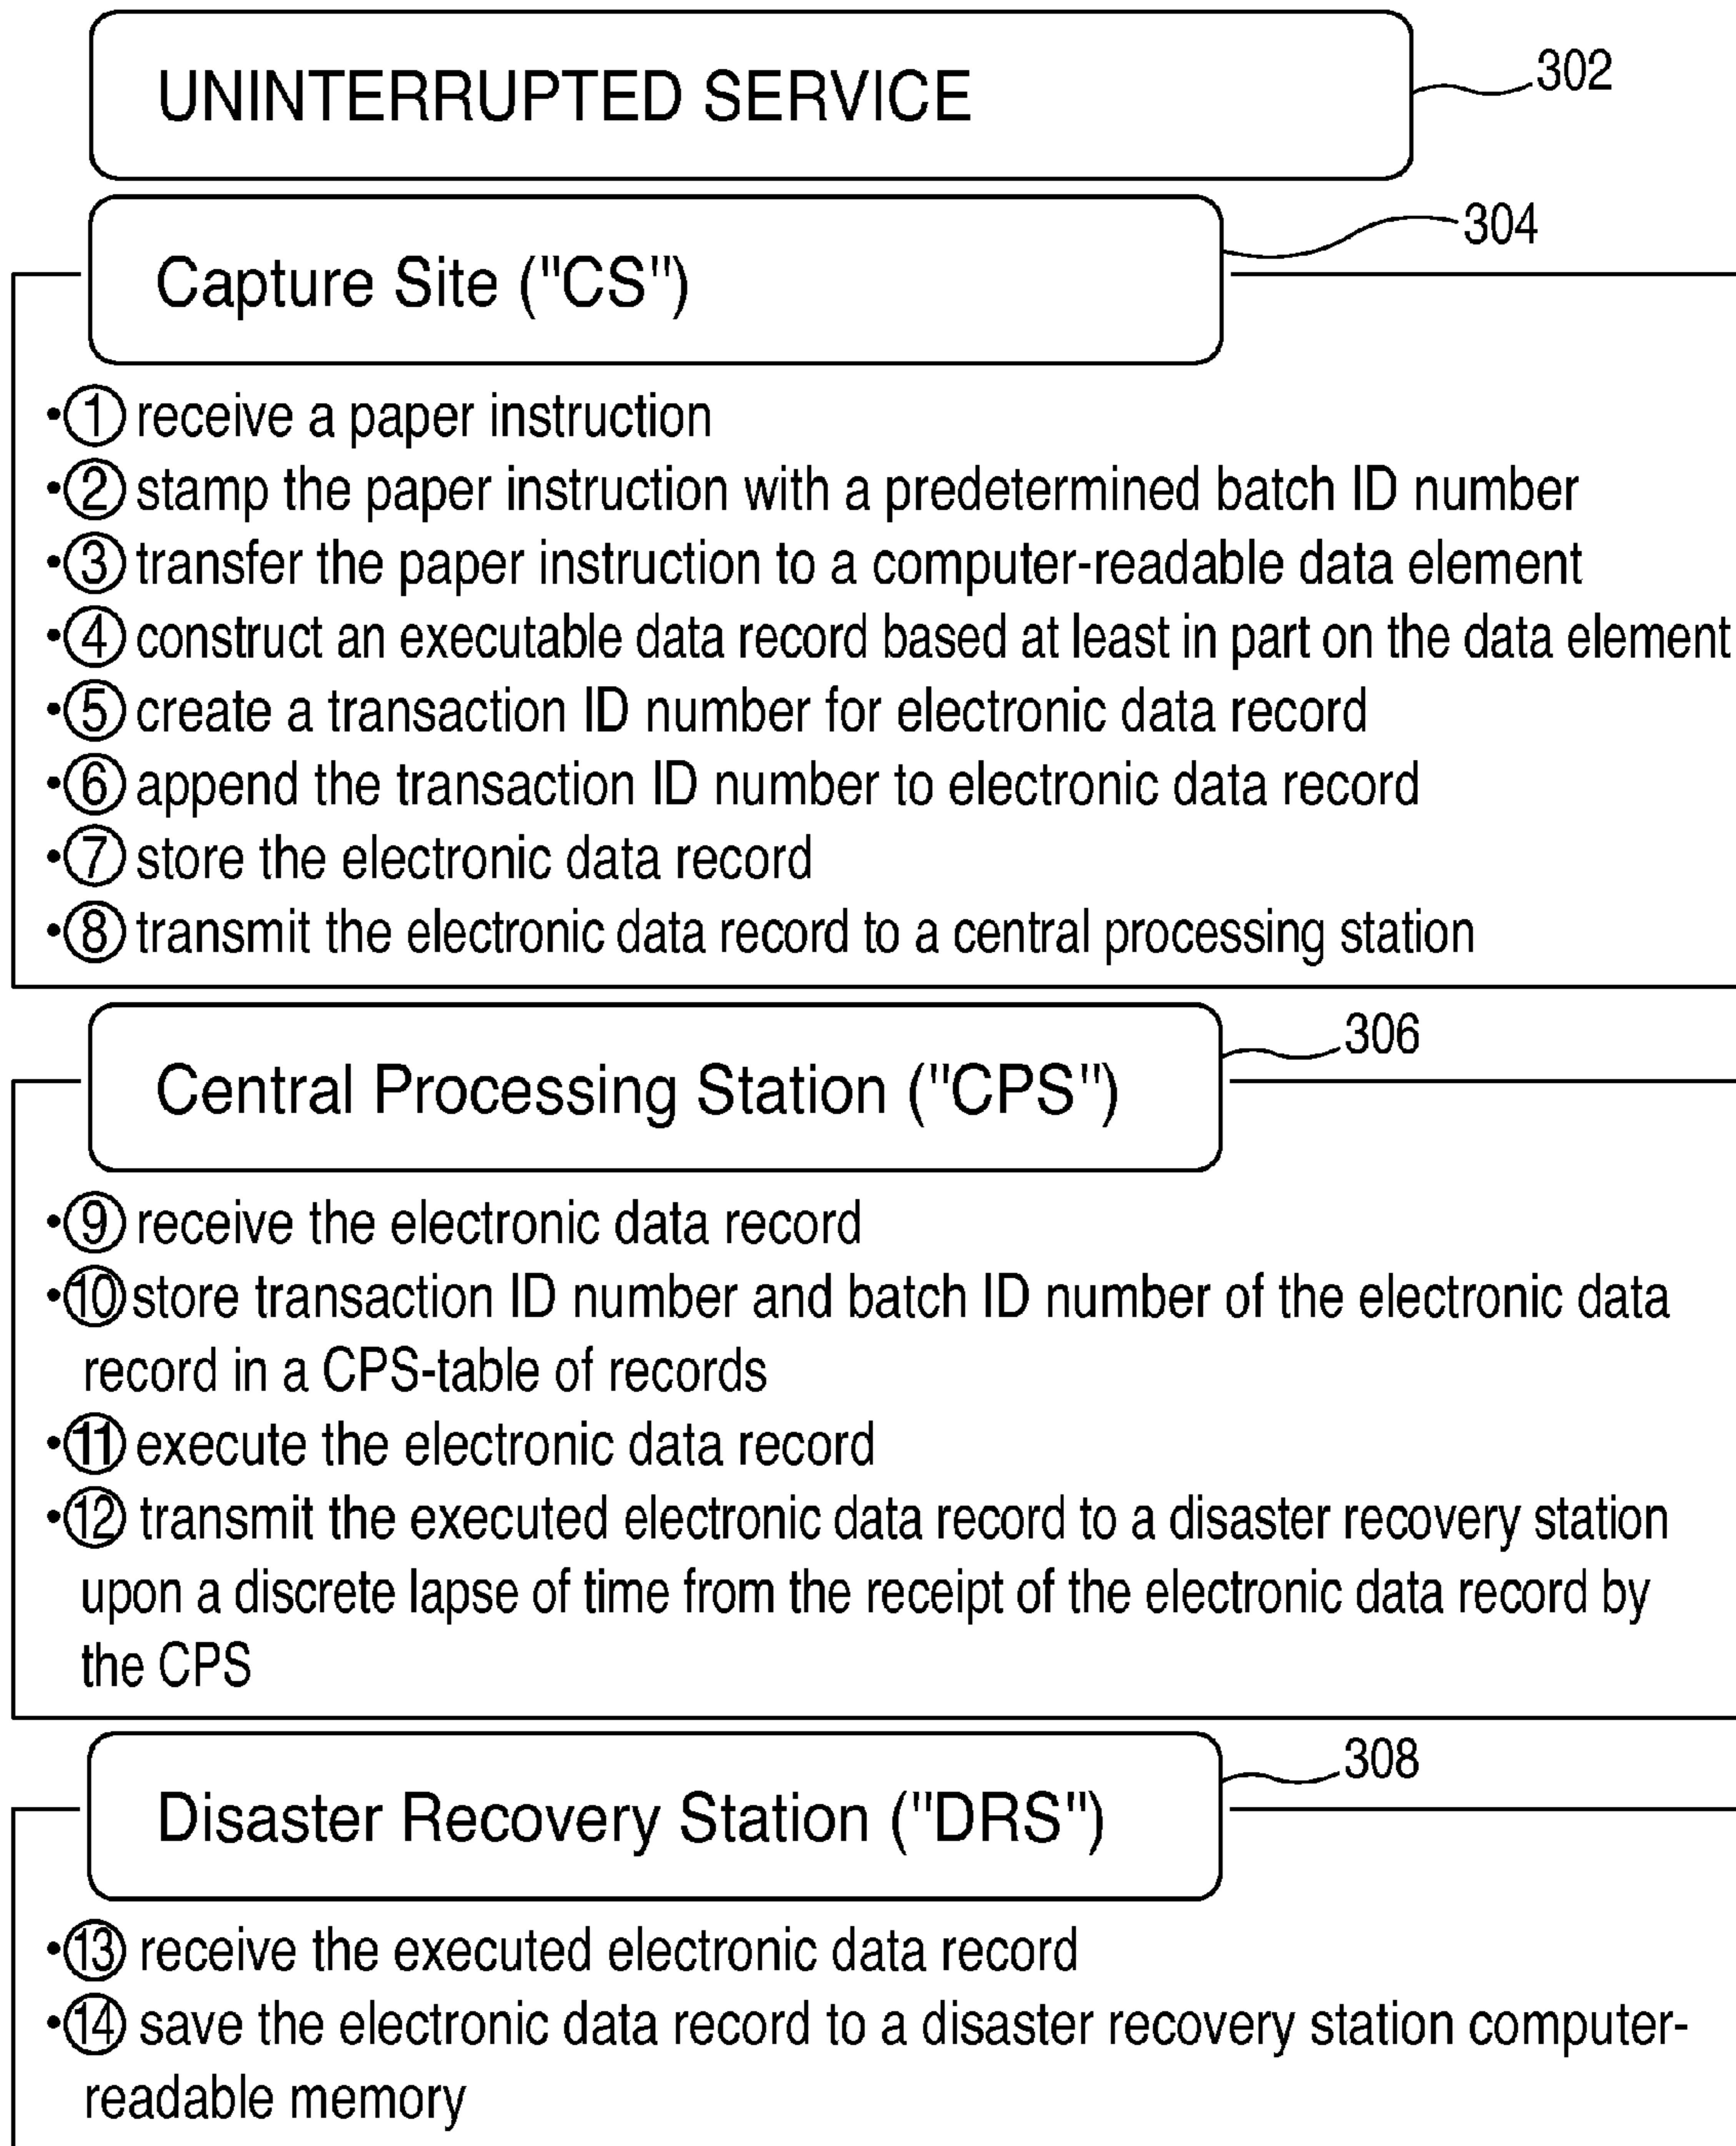 UNINTERRUPTED SERVICE
302
Capture Site ("CS")
304
•① receive a paper instruction
•② stamp the paper instruction with a predetermined batch ID number
•③ transfer the paper instruction to a computer-readable data element
•④ construct an executable data record based at least in part on the data element
•⑤ create a transaction ID number for electronic data record
•⑥ append the transaction ID number to electronic data record
•⑦ store the electronic data record
•⑧ transmit the electronic data record to a central processing station
Central Processing Station ("CPS")
306
•⑨ receive the electronic data record
•⑩ store transaction ID number and batch ID number of the electronic data
record in a CPS-table of records
•⑪ execute the electronic data record
•⑫ transmit the executed electronic data record to a disaster recovery station
upon a discrete lapse of time from the receipt of the electronic data record by
the CPS
Disaster Recovery Station ("DRS")
308
•⑬ receive the executed electronic data record
•⑭ save the electronic data record to a disaster recovery station computer-
readable memory